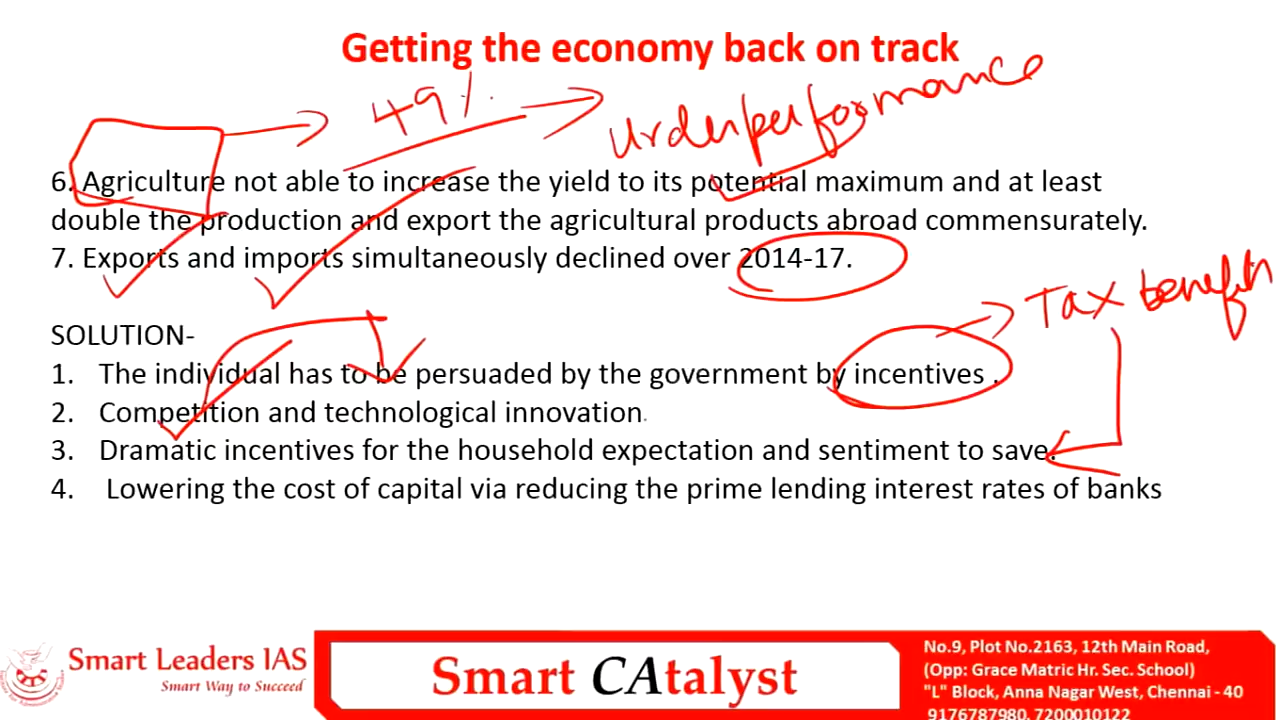 Getting the economy back on track
49%
Underperformance
6. Agriculture not able to increase the yield to its potential maximum and at least
double the production and export the agricultural products abroad commensurately.
7. Exports and imports simultaneously declined over 2014-17.
Tax benefits
SOLUTION-
1. The individual has to be persuaded by the government by incentives .
2. Competition and technological innovation.
3. Dramatic incentives for the household expectation and sentiment to save.
4. Lowering the cost of capital via reducing the prime lending interest rates of banks
Smart Leaders IAS
Smart Way to Succeed
Smart CAtalyst
No.9, Plot No.2163, 12th Main Road,
(Opp: Grace Matric Hr. Sec. School)
"L" Block, Anna Nagar West, Chennai - 40
9176787980, 7200010122